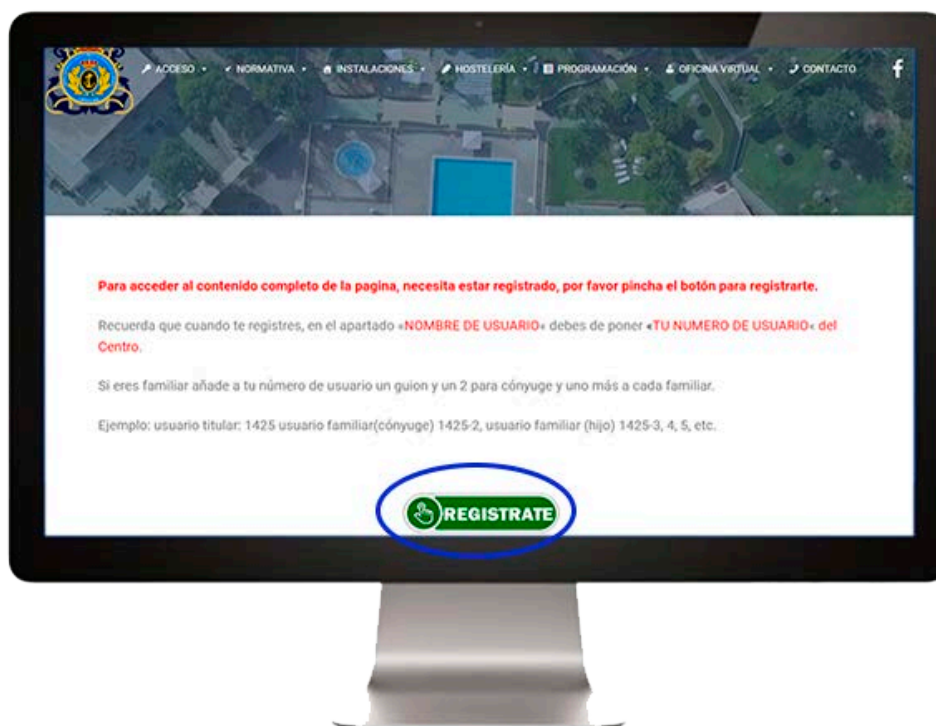 ACCESO NORMATIVA INSTALACIONES HOSTELERÍA PROGRAMACIÓN OFICINA VIRTUAL CONTACTO f
Para acceder al contenido completo de la pagina, necesita estar registrado, por favor pincha el botón para registrarte.
Recuerda que cuando te registres, en el apartado «NOMBRE DE USUARIO« debes de poner «TU NUMERO DE USUARIO« del
Centro.
Si eres familiar añade a tu número de usuario un guion y un 2 para cónyuge y uno más a cada familiar.
Ejemplo: usuario titular: 1425 usuario familiar(cónyuge) 1425-2, usuario familiar (hijo) 1425-3, 4, 5, etc.
REGISTRATE